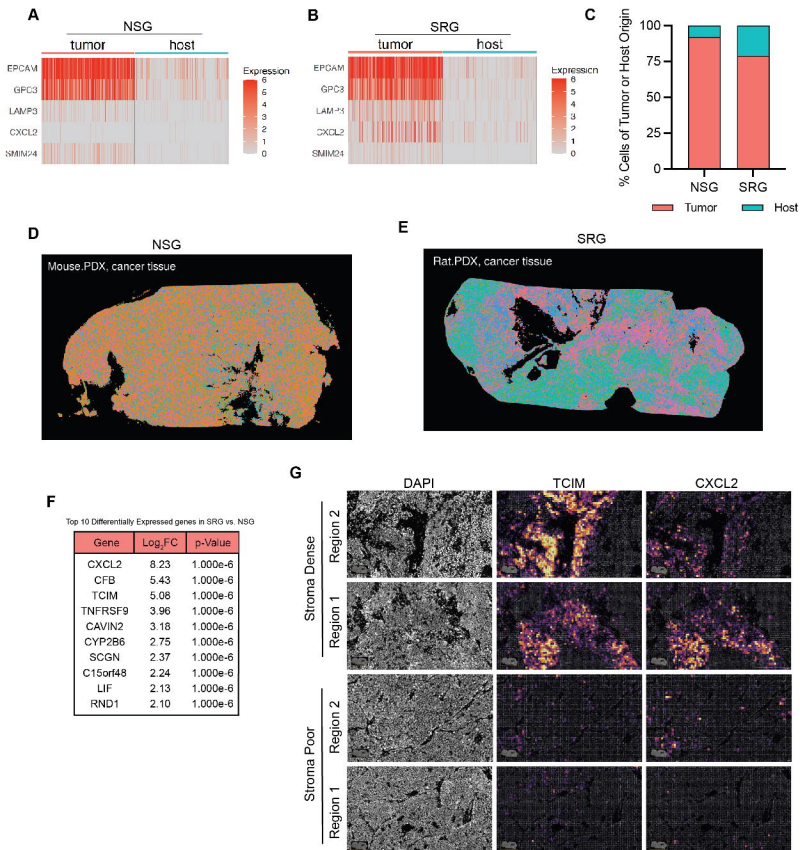 A
NSG
tumor
host
EPCAM
GPC3
LAMP3
CXCL2
SMIM24
Expression
6
5
4
3
2
1
0
B
SRG
tumor
host
EPCAM
GPC3
LAMP3
CXCL2
SMIM24
Expression
6
5
4
3
2
1
0
C
% Cells of Tumor or Host Origin
100
75
50
25
0
NSG
SRG
Tumor
Host
D
NSG
Mouse.PDX, cancer tissue
E
SRG
Rat.PDX, cancer tissue
F
Top 10 Differentially Expressed genes in SRG vs. NSG
Gene Log2FC p-Value
CXCL2 8.23 1.000e-6
CFB 5.43 1.000e-6
TCIM 5.08 1.000e-6
TNFRSF9 3.96 1.000e-6
CAVIN2 3.18 1.000e-6
CYP2B6 2.75 1.000e-6
SCGN 2.37 1.000e-6
C15orf48 2.24 1.000e-6
LIF 2.13 1.000e-6
RND1 2.10 1.000e-6
G
DAPI
TCIM
CXCL2
Stroma Dense
Region 2
Region 1
Stroma Poor
Region 2
Region 1